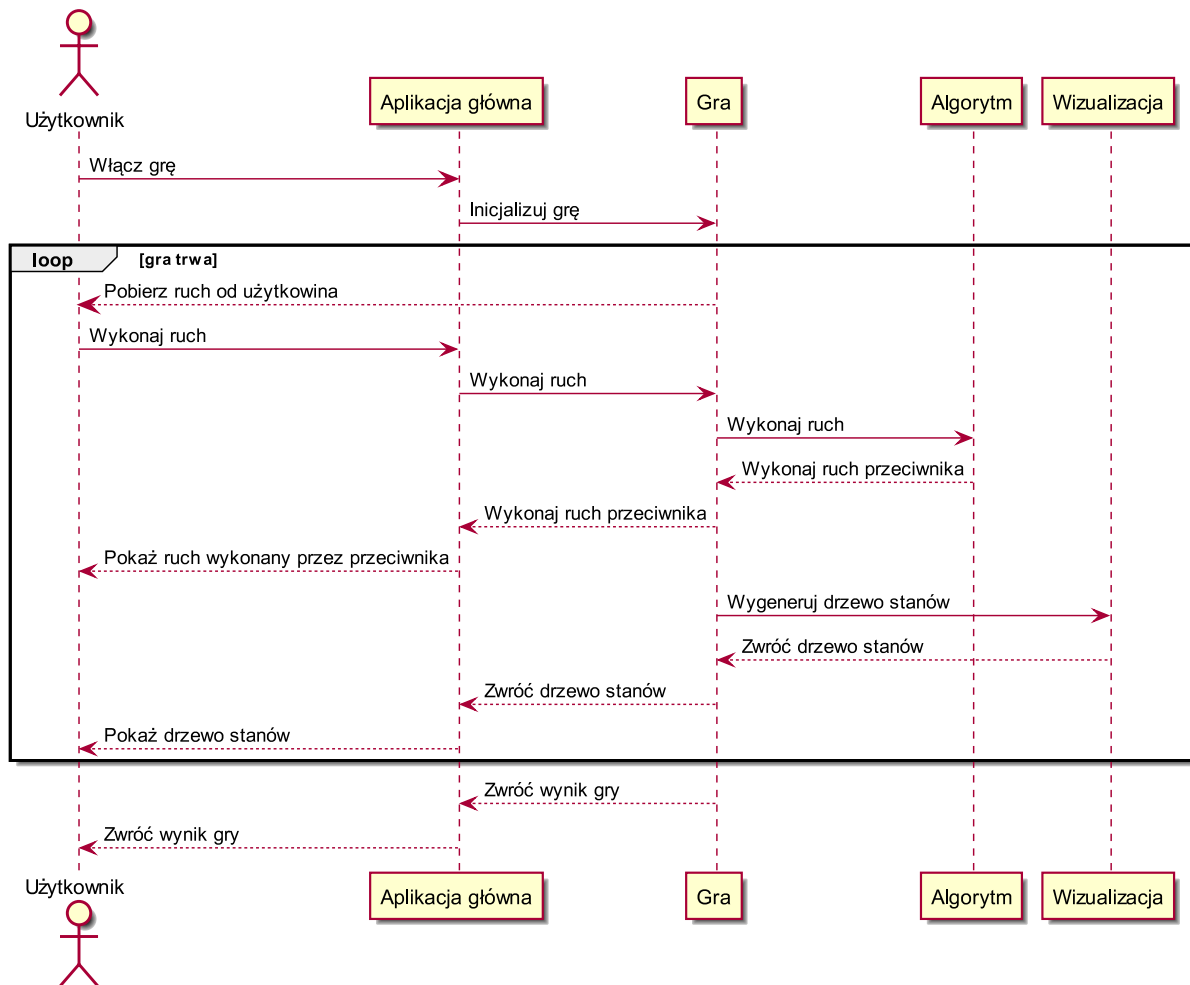 Użytkownik
Aplikacja główna
Gra
Algorytm
Wizualizacja
Włącz grę
Inicjalizuj grę
loop
[gra trwa]
Pobierz ruch od użytkowina
Wykonaj ruch
Wykonaj ruch
Wykonaj ruch
Wykonaj ruch przeciwnika
Wykonaj ruch przeciwnika
Pokaż ruch wykonany przez przeciwnika
Wygeneruj drzewo stanów
Zwróć drzewo stanów
Zwróć drzewo stanów
Pokaż drzewo stanów
Zwróć wynik gry
Zwróć wynik gry
Użytkownik
Aplikacja główna
Gra
Algorytm
Wizualizacja